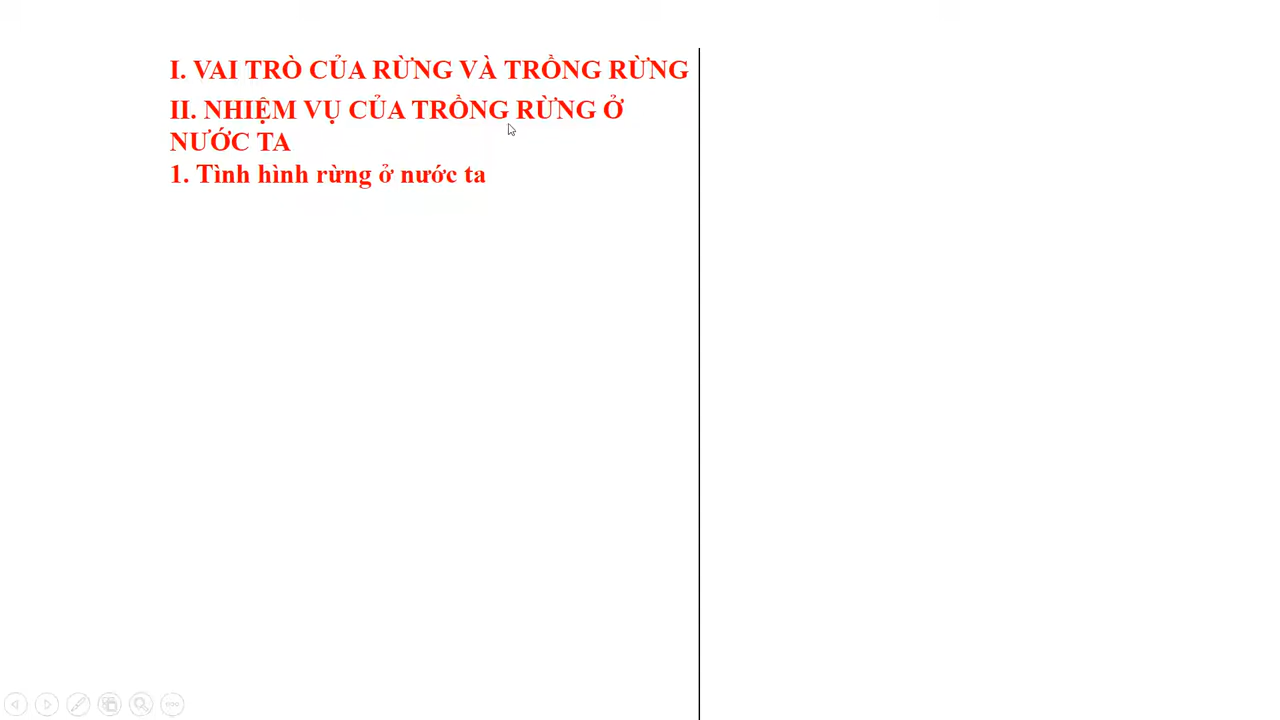 I. VAI TRÒ CỦA RỪNG VÀ TRỒNG RỪNG
II. NHIỆM VỤ CỦA TRỒNG RỪNG Ở
NƯỚC TA
1. Tình hình rừng ở nước ta